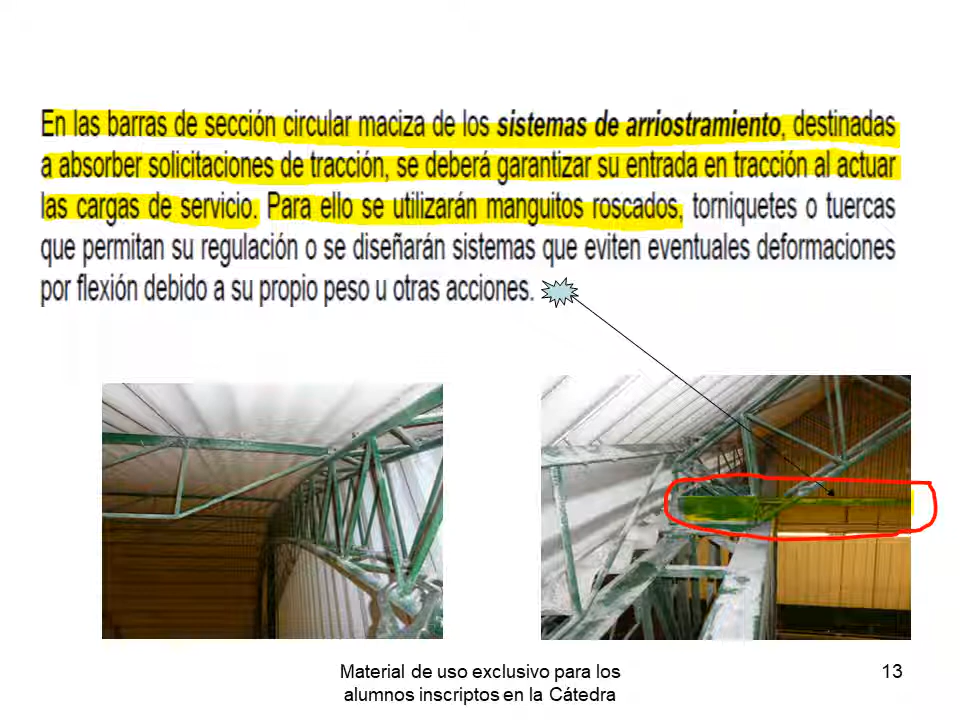 En las barras de sección circular maciza de los sistemas de arriostramiento, destinadas
a absorber solicitaciones de tracción, se deberá garantizar su entrada en tracción al actuar
las cargas de servicio. Para ello se utilizarán manguitos roscados, torniquetes o tuercas
que permitan su regulación o se diseñarán sistemas que eviten eventuales deformaciones
por flexión debido a su propio peso u otras acciones.
Material de uso exclusivo para los
alumnos inscriptos en la Cátedra
13